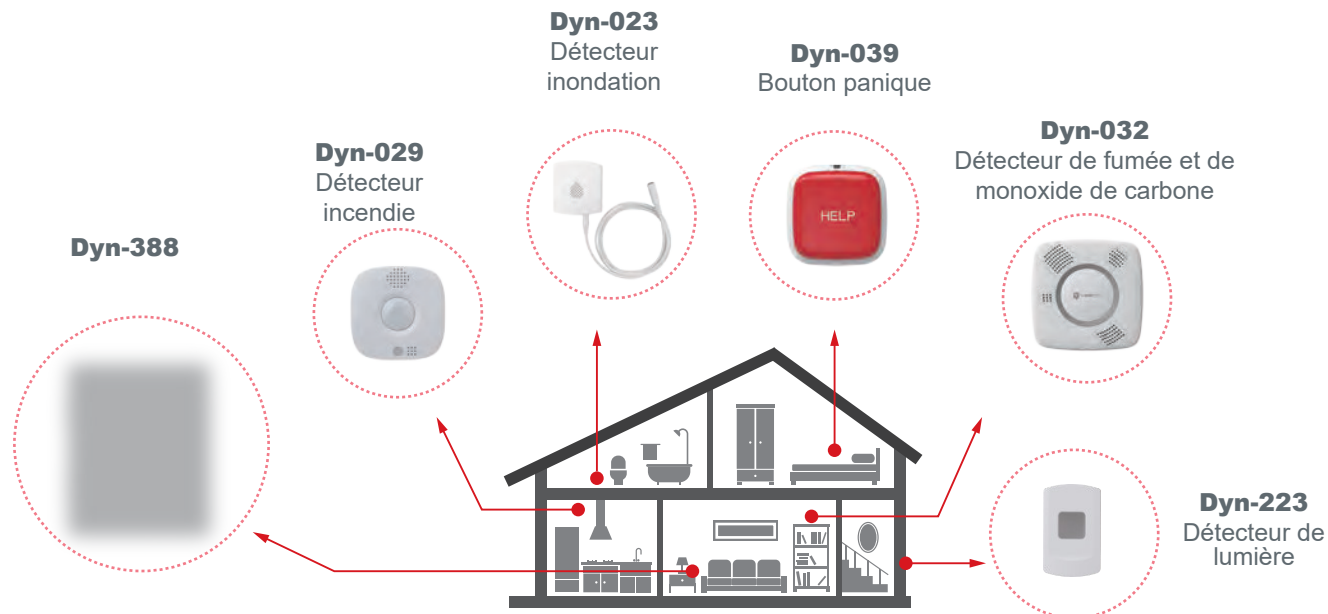 Dyn-023
Détecteur
inondation
Dyn-039
Bouton panique
Dyn-032
Détecteur de fumée et de
monoxide de carbone
Dyn-029
Détecteur
incendie
Dyn-388
HELP
Dyn-223
Détecteur de
lumière